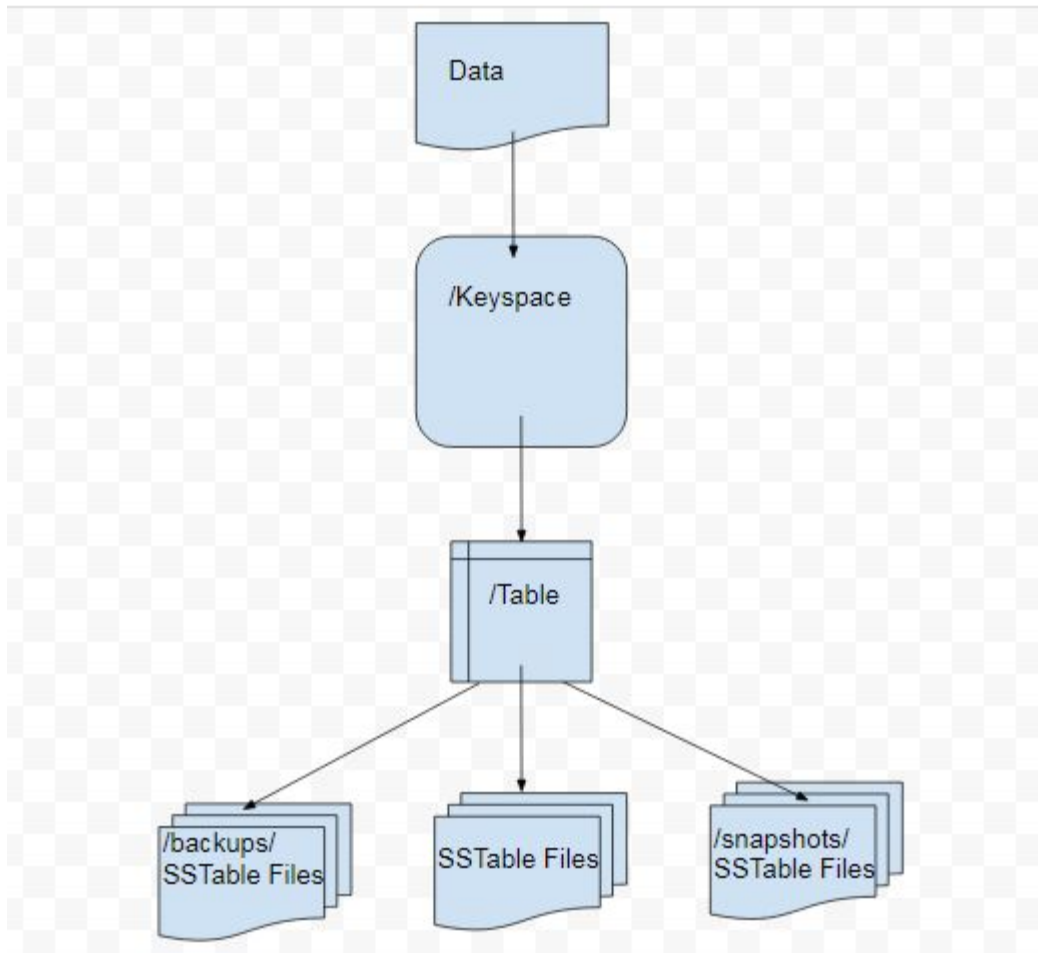 Data
/Keyspace
/Table
/backups/
SSTable Files
SSTable Files
/snapshots/
SSTable Files